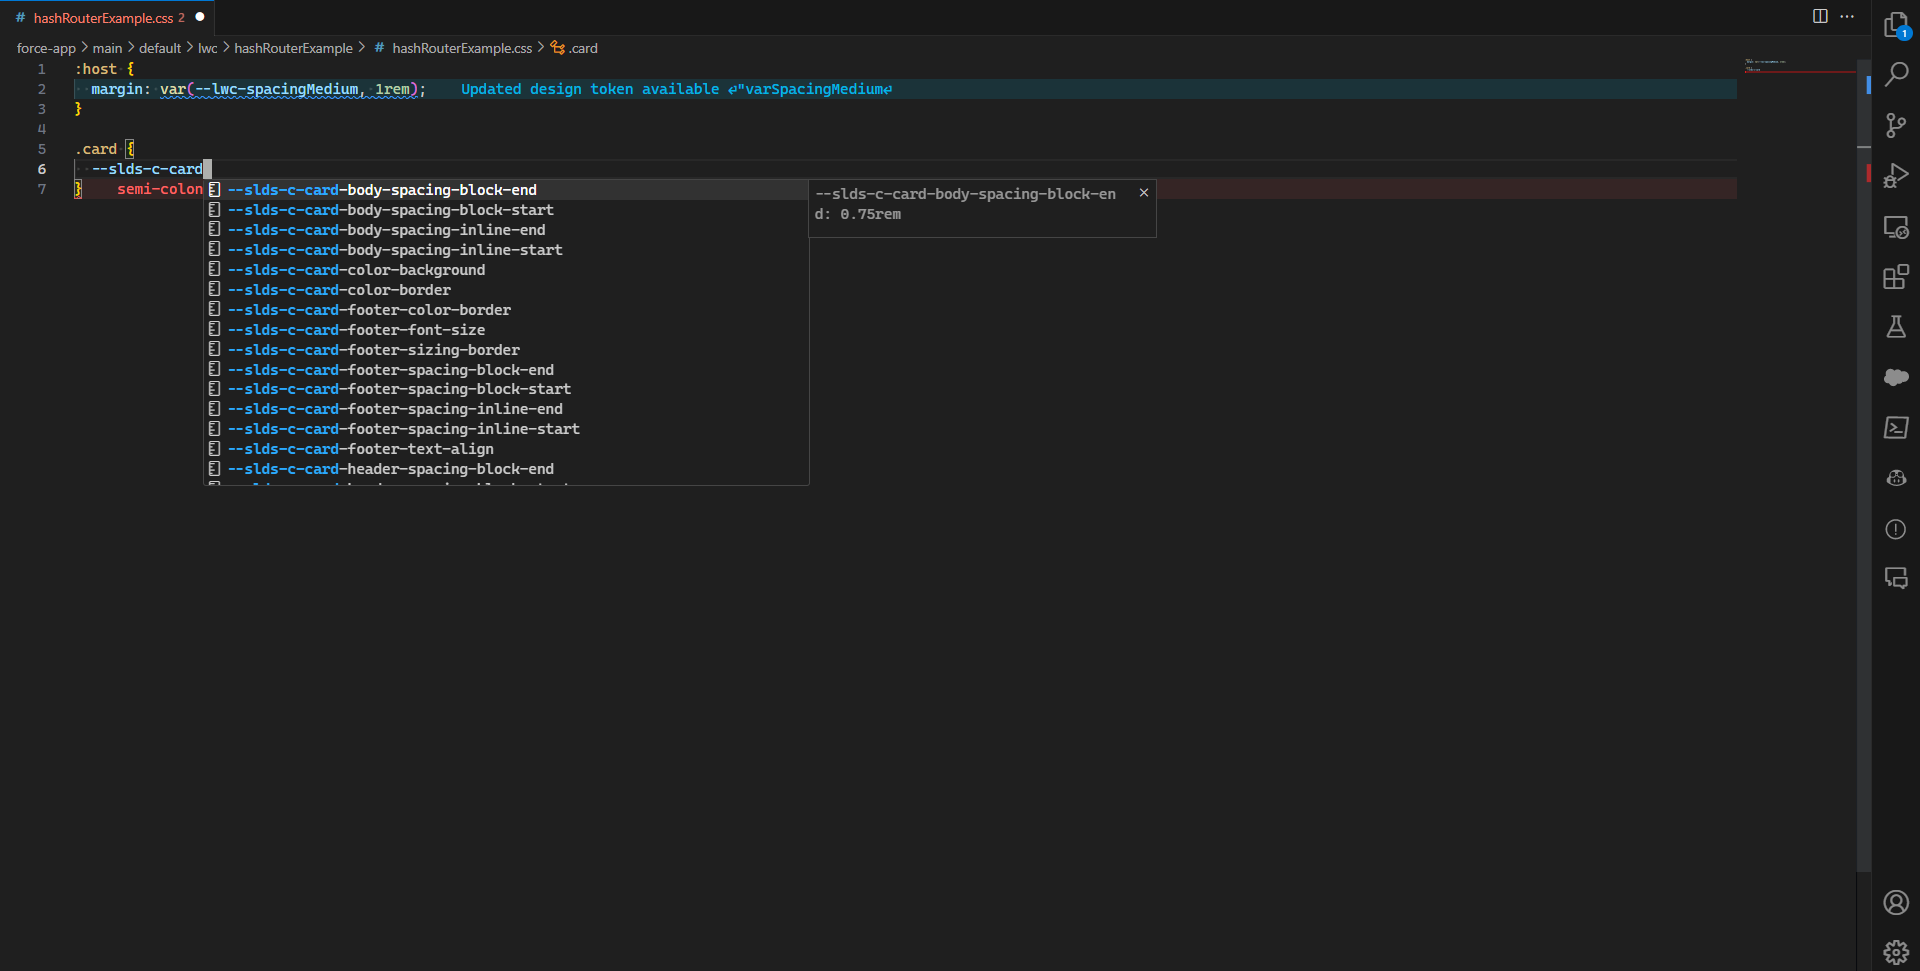 # hashRouterExample.css 2
force-app > main > default > lwc > hashRouterExample > # hashRouterExample.css > .card
1 :host {
2 margin: var(--lwc-spacingMedium, 1rem); Updated design token available ↵"varSpacingMedium↵
3 }
4
5 .card {
6 --slds-c-card
7 } semi-colon
--slds-c-card-body-spacing-block-end
--slds-c-card-body-spacing-block-start
--slds-c-card-body-spacing-inline-end
--slds-c-card-body-spacing-inline-start
--slds-c-card-color-background
--slds-c-card-color-border
--slds-c-card-footer-color-border
--slds-c-card-footer-font-size
--slds-c-card-footer-sizing-border
--slds-c-card-footer-spacing-block-end
--slds-c-card-footer-spacing-block-start
--slds-c-card-footer-spacing-inline-end
--slds-c-card-footer-spacing-inline-start
--slds-c-card-footer-text-align
--slds-c-card-header-spacing-block-end
--slds-c-card-body-spacing-block-en
d: 0.75rem
1